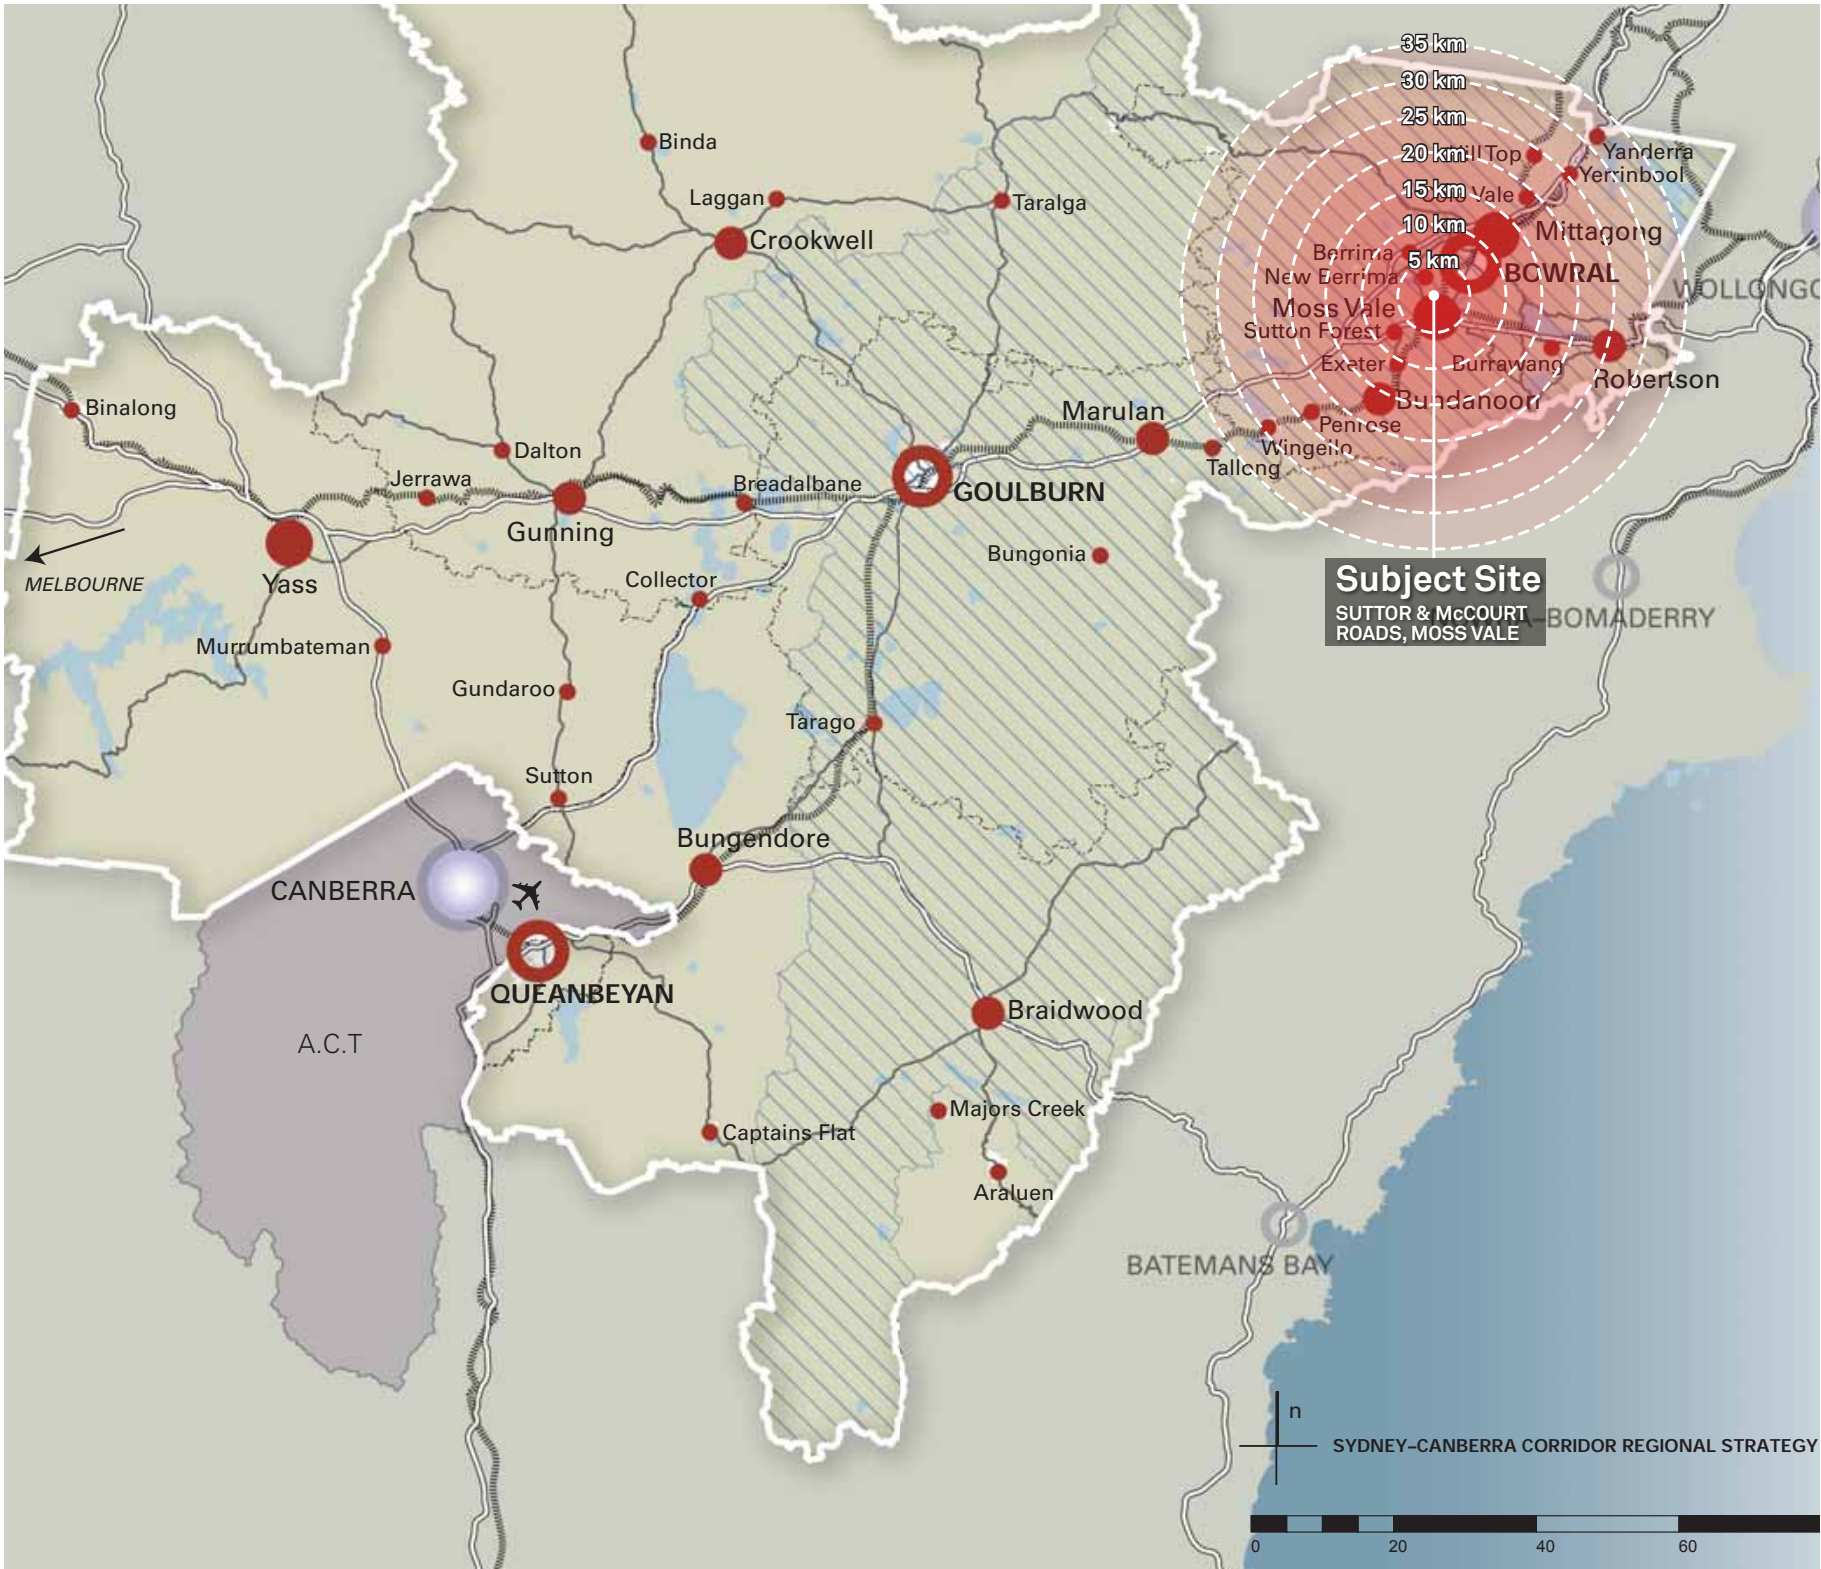 35 km
30 km
25 km
20 km
15 km
10 km
5 km
Binda
Laggan
Taralga
Crookwell
Hill Top
Yanderra
Yerrinbool
Vale
Mittagong
Berrima
BOWRAL
New Berrima
Moss Vale
Sutton Forest
Exeter
Burrawang
Robertson
Bundanoon
Penrose
Wingello
Tallong
Marulan
WOLLONGO
Binalong
Dalton
Jerrawa
Breadalbane
GOULBURN
Gunning
Yass
MELBOURNE
Bungonia
Collector
Subject Site
SUTTOR & McCOURT
ROADS, MOSS VALE
–BOMADERRY
Murrumbateman
Gundaroo
Tarago
Sutton
Bungendore
CANBERRA
QUEANBEYAN
Braidwood
A.C.T
Majors Creek
Captains Flat
Araluen
BATEMANS BAY
n
SYDNEY–CANBERRA CORRIDOR REGIONAL STRATEGY
0 20 40 60